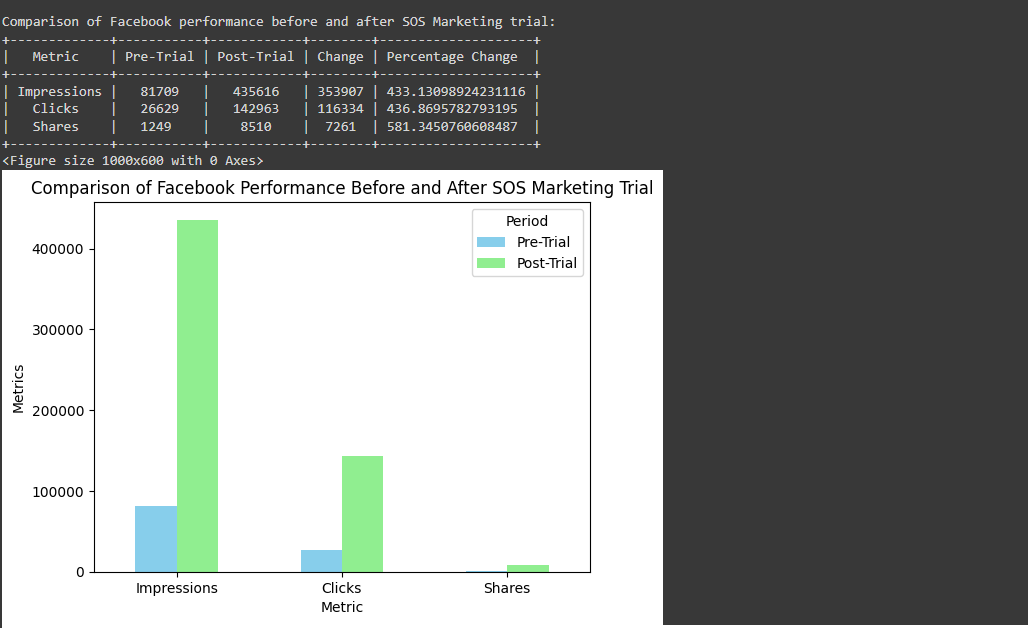 Comparison of Facebook performance before and after SOS Marketing trial:
+-------------+-----------+------------+--------+-------------------+
|   Metric    | Pre-Trial | Post-Trial | Change | Percentage Change  |
+-------------+-----------+------------+--------+-------------------+
| Impressions |   81709   |   435616   | 353907 | 433.13098924231116 |
|   Clicks    |   26629   |   142963   | 116334 | 436.8695782793195  |
|   Shares    |   1249    |    8510    |  7261  | 581.3450760608487  |
+-------------+-----------+------------+--------+-------------------+
<Figure size 1000x600 with 0 Axes>
Comparison of Facebook Performance Before and After SOS Marketing Trial
Period
Pre-Trial
Post-Trial
Metrics
400000
300000
200000
100000
0
Impressions Clicks Shares
Metric